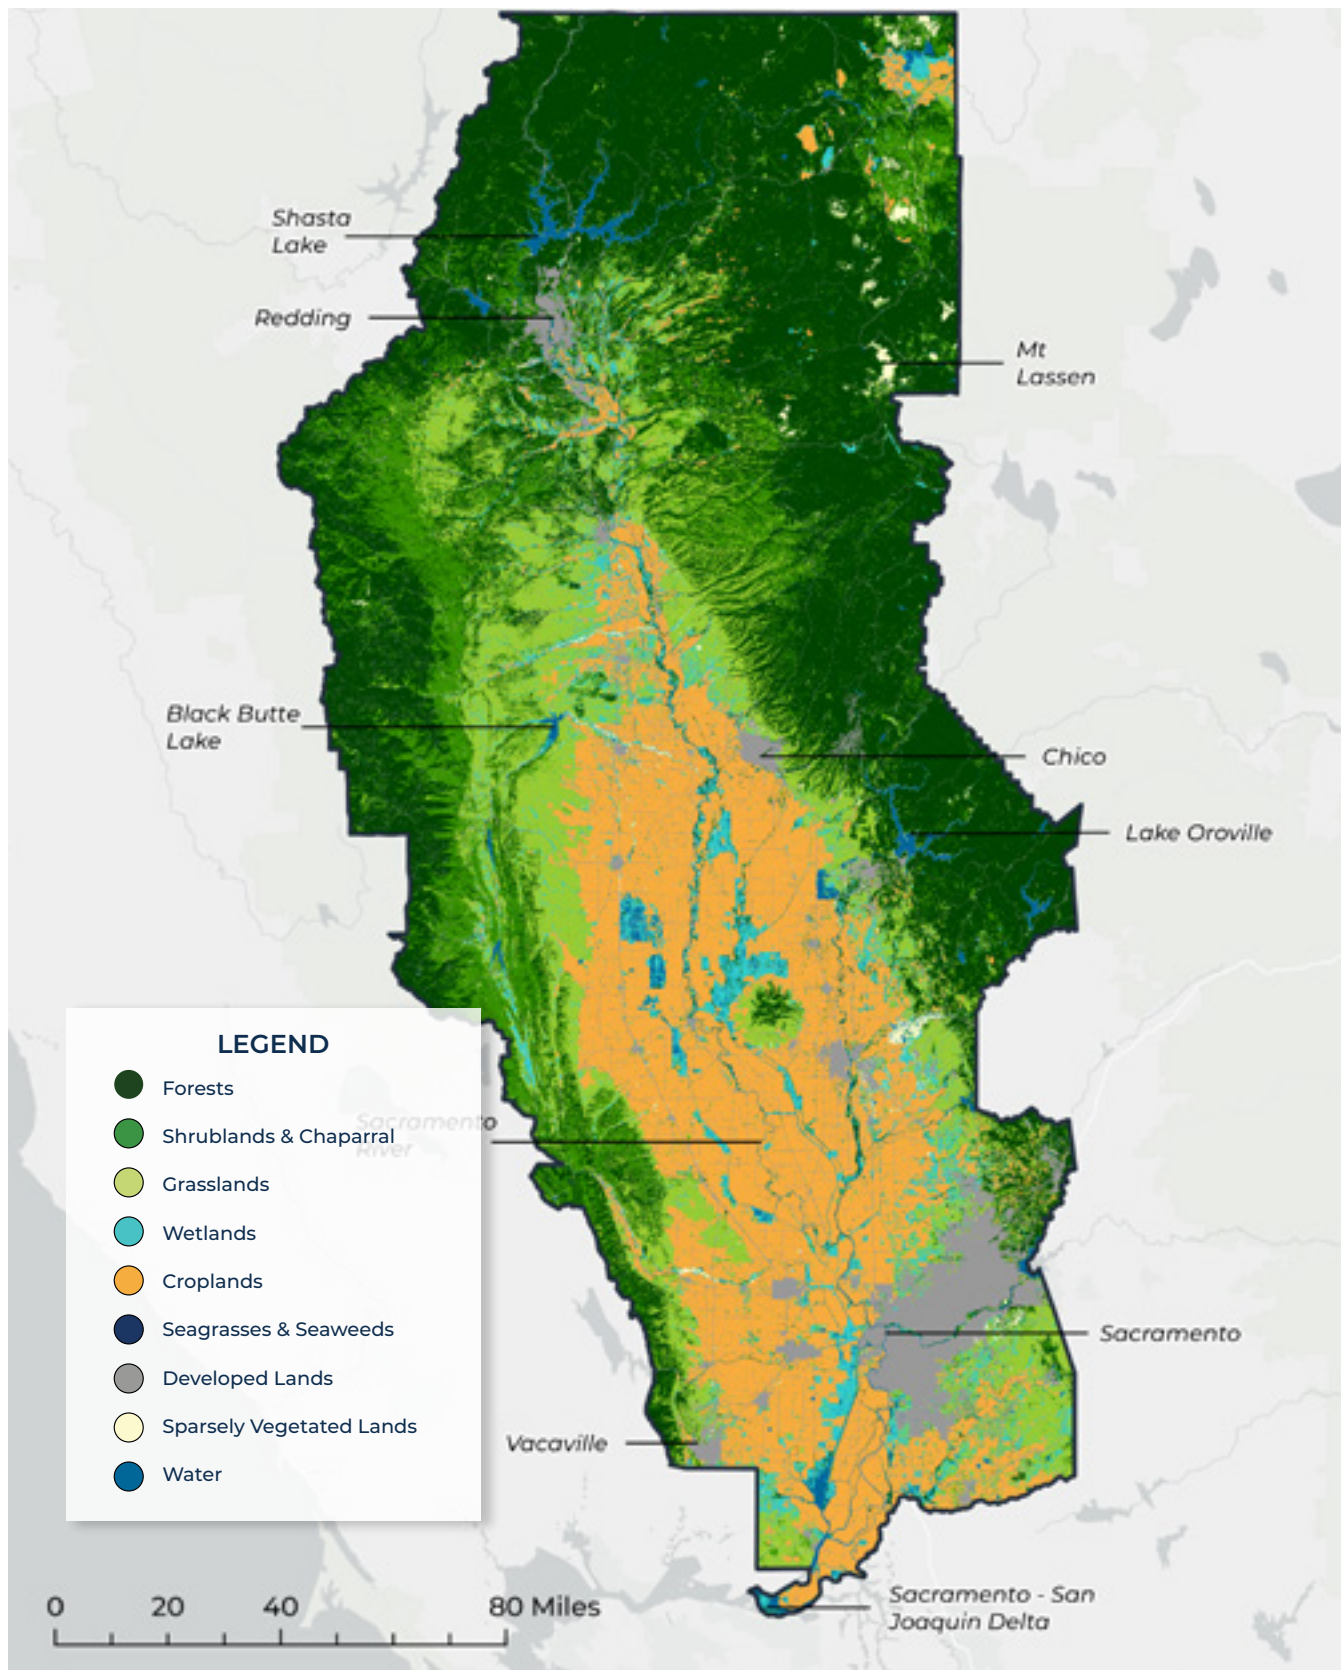 Shasta
Lake
Redding
Mt
Lassen
Black Butte
Lake
Chico
Lake Oroville
LEGEND
Forests
Sacramento
River
Shrublands & Chaparral
Grasslands
Wetlands
Croplands
Seagrasses & Seaweeds
Developed Lands
Sparsely Vegetated Lands
Water
Sacramento
Vacaville
0 20 40 80 Miles
Sacramento - San
Joaquin Delta